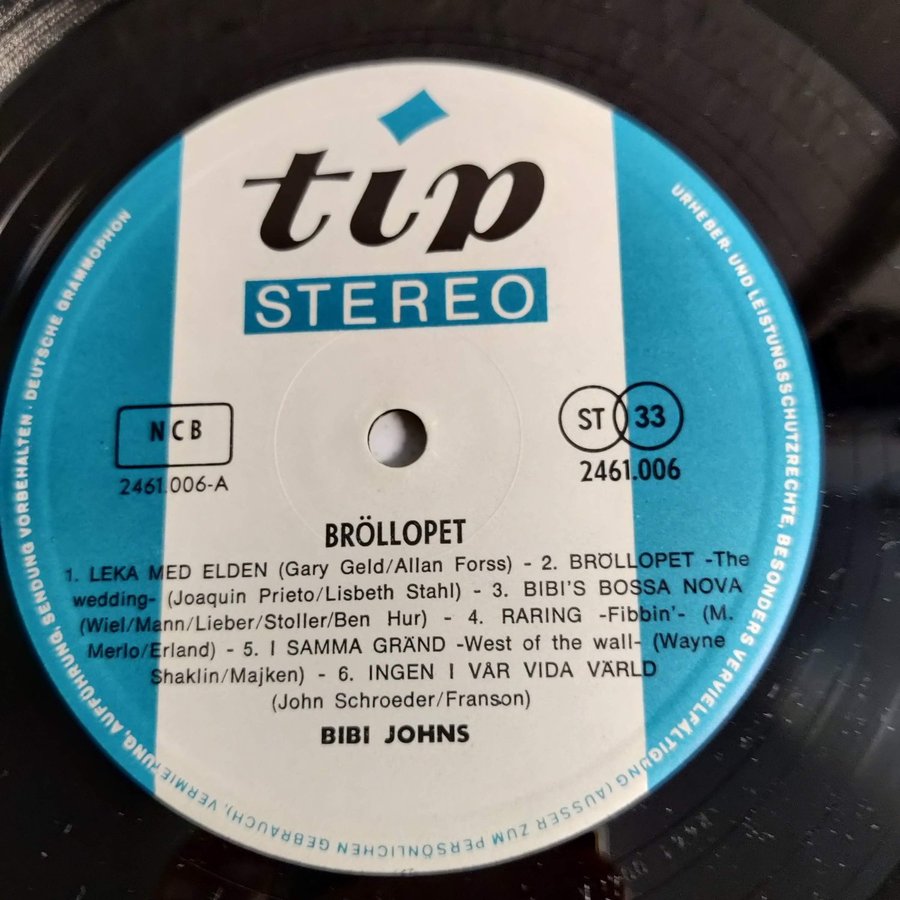 tip
STEREO
NCB
2461.006-A
ST 33
2461.006
BRÖLLOPET
1. LEKA MED ELDEN (Gary Geld/Allan Forss) - 2. BRÖLLOPET -The
wedding- (Joaquin Prieto/Lisbeth Stahl) - 3. BIBI'S BOSSA NOVA
(Wiel/Mann/Lieber/Stoller/Ben Hur) - 4. RARING -Fibbin'- (M.
Merlo/Erland) - 5. I SAMMA GRÄND -West of the wall- (Wayne
Shaklin/Majken) - 6. INGEN I VÅR VIDA VÄRLD
(John Schroeder/Franson)
BIBI JOHNS
URHEBER- UND LEISTUNGSSCHUTZRECHTE, BESONDERS VERVIELFÄLTIGUNG (AUSSER ZUM PERSÖNLICHEN GEBRAUCH), VERMIETUNG, AUFFÜHRUNG, SENDUNG VORBEHALTEN · DEUTSCHE GRAMMOPHON